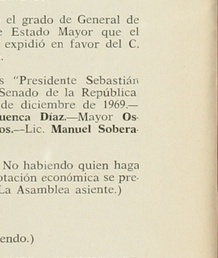 el grado de General de
Estado Mayor que el
expidió en favor del C.
s "Presidente Sebastián
Senado de la República
de diciembre de 1969.—
uenca Díaz.—Mayor Os-
os.—Lic. Manuel Sobera-
No habiendo quien haga
otación económica se pre-
La Asamblea asiente.)
endo.)